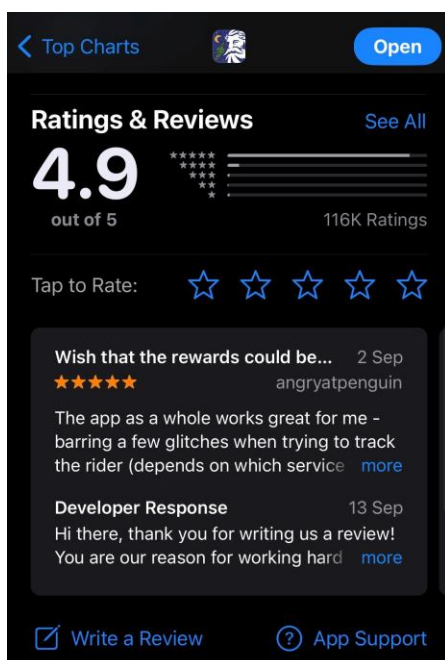 Top Charts
Open
Ratings & Reviews
See All
4.9
out of 5
116K Ratings
Tap to Rate:
Wish that the rewards could be... 2 Sep
angryatpenguin
The app as a whole works great for me -
barring a few glitches when trying to track
the rider (depends on which service more
Developer Response 13 Sep
Hi there, thank you for writing us a review!
You are our reason for working hard more
Write a Review
App Support